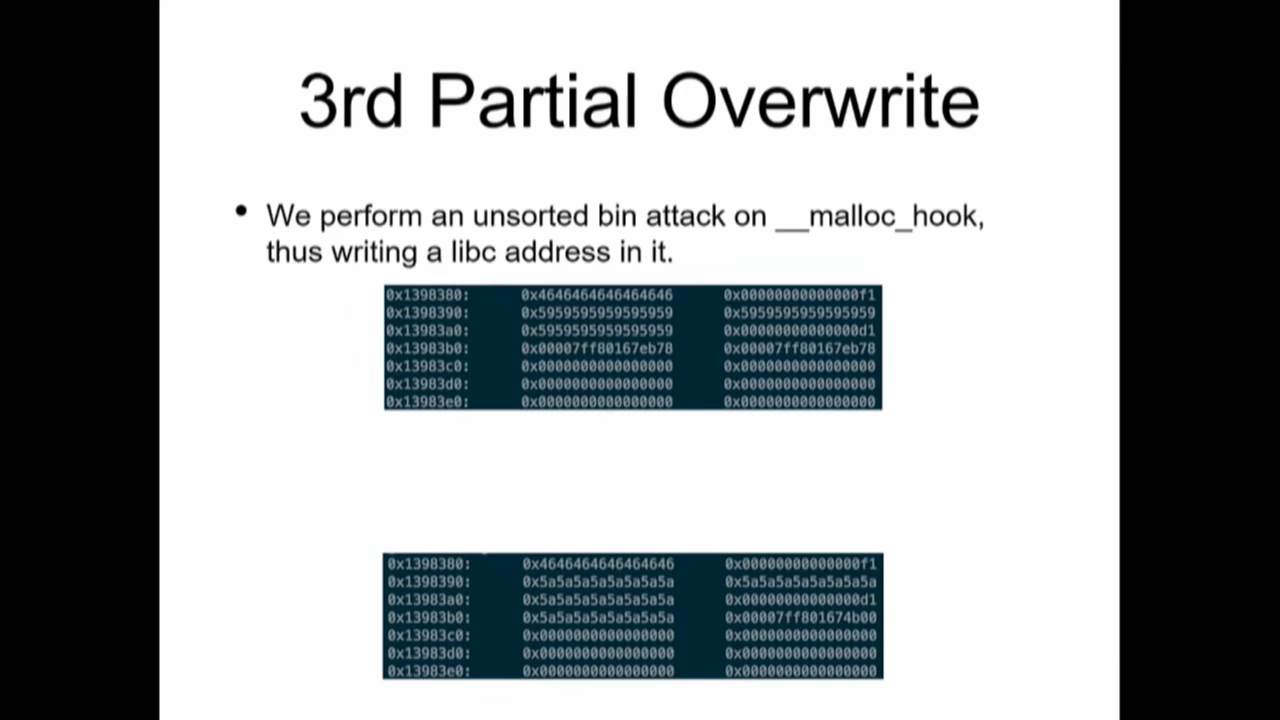 3rd Partial Overwrite
• We perform an unsorted bin attack on __malloc_hook,
thus writing a libc address in it.
0x1398380: 0x4646464646464646 0x00000000000000f1
0x1398390: 0x5959595959595959 0x5959595959595959
0x13983a0: 0x5959595959595959 0x00000000000000d1
0x13983b0: 0x00007ff80167eb78 0x00007ff80167eb78
0x13983c0: 0x0000000000000000 0x0000000000000000
0x13983d0: 0x0000000000000000 0x0000000000000000
0x13983e0: 0x0000000000000000 0x0000000000000000
0x1398380: 0x4646464646464646 0x00000000000000f1
0x1398390: 0x5a5a5a5a5a5a5a5a 0x5a5a5a5a5a5a5a5a
0x13983a0: 0x5a5a5a5a5a5a5a5a 0x00000000000000d1
0x13983b0: 0x5a5a5a5a5a5a5a5a 0x00007ff801674b00
0x13983c0: 0x0000000000000000 0x0000000000000000
0x13983d0: 0x0000000000000000 0x0000000000000000
0x13983e0: 0x0000000000000000 0x0000000000000000